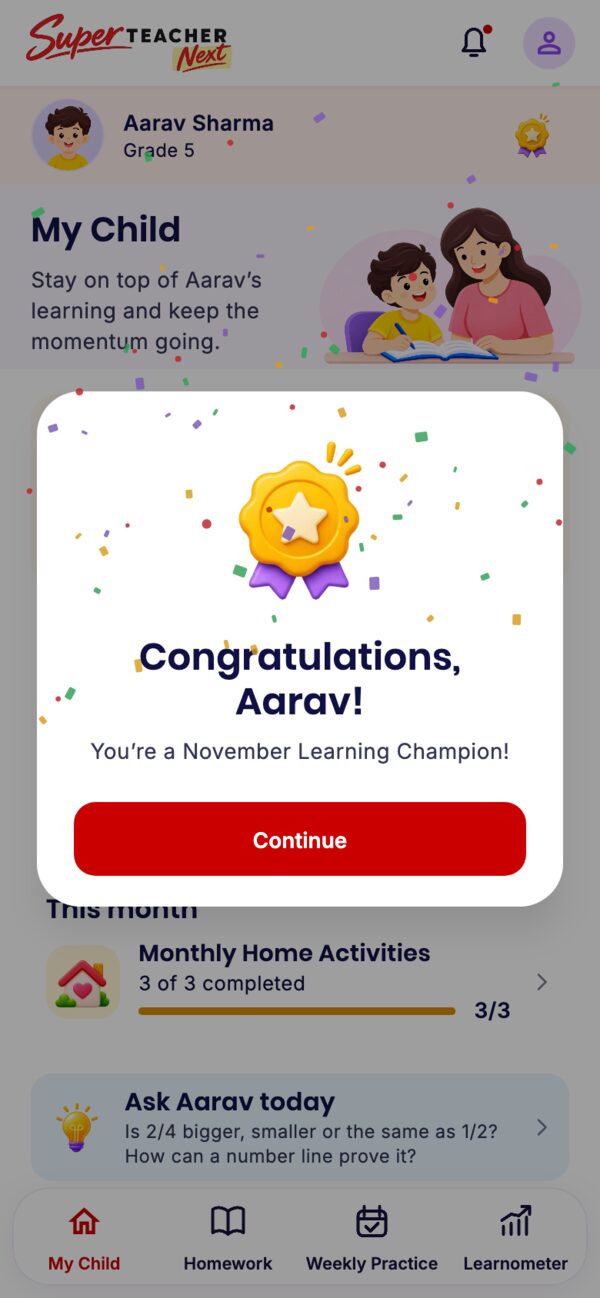 Super TEACHER
Next
Aarav Sharma
Grade 5
My Child
Stay on top of Aarav's
learning and keep the
momentum going.
Congratulations,
Aarav!
You're a November Learning Champion!
Continue
This month
Monthly Home Activities
3 of 3 completed
3/3
Ask Aarav today
Is 2/4 bigger, smaller or the same as 1/2?
How can a number line prove it?
My Child
Homework
Weekly Practice
Learnometer